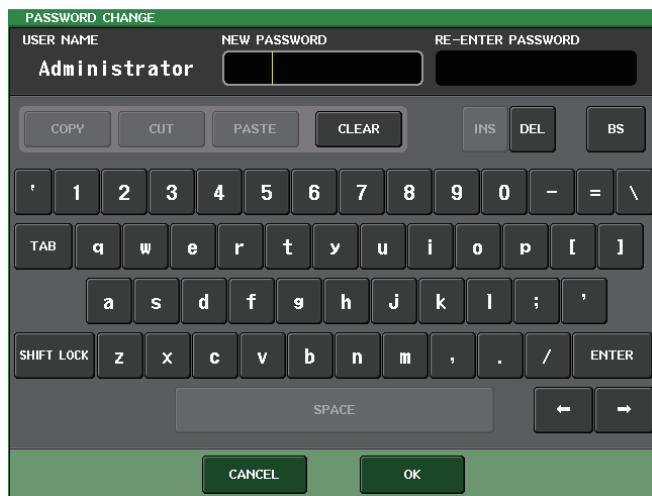 PASSWORD CHANGE
USER NAME NEW PASSWORD RE-ENTER PASSWORD
Administrator
COPY CUT PASTE CLEAR INS DEL BS
‘ 1 2 3 4 5 6 7 8 9 0 - = \
TAB q w e r t y u i o p [ ]
a s d f g h j k l ; ’
SHIFT LOCK z x c v b n m , . / ENTER
SPACE ← →
CANCEL OK